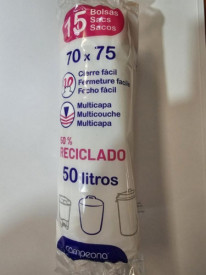 15 Bolsas
Sacs
Sacos
70 x 75
Cierre fácil
Fermeture facile
Fecho fácil
Multicapa
Multicouche
Multicapa
50%
RECICLADO
50 litros
campeona